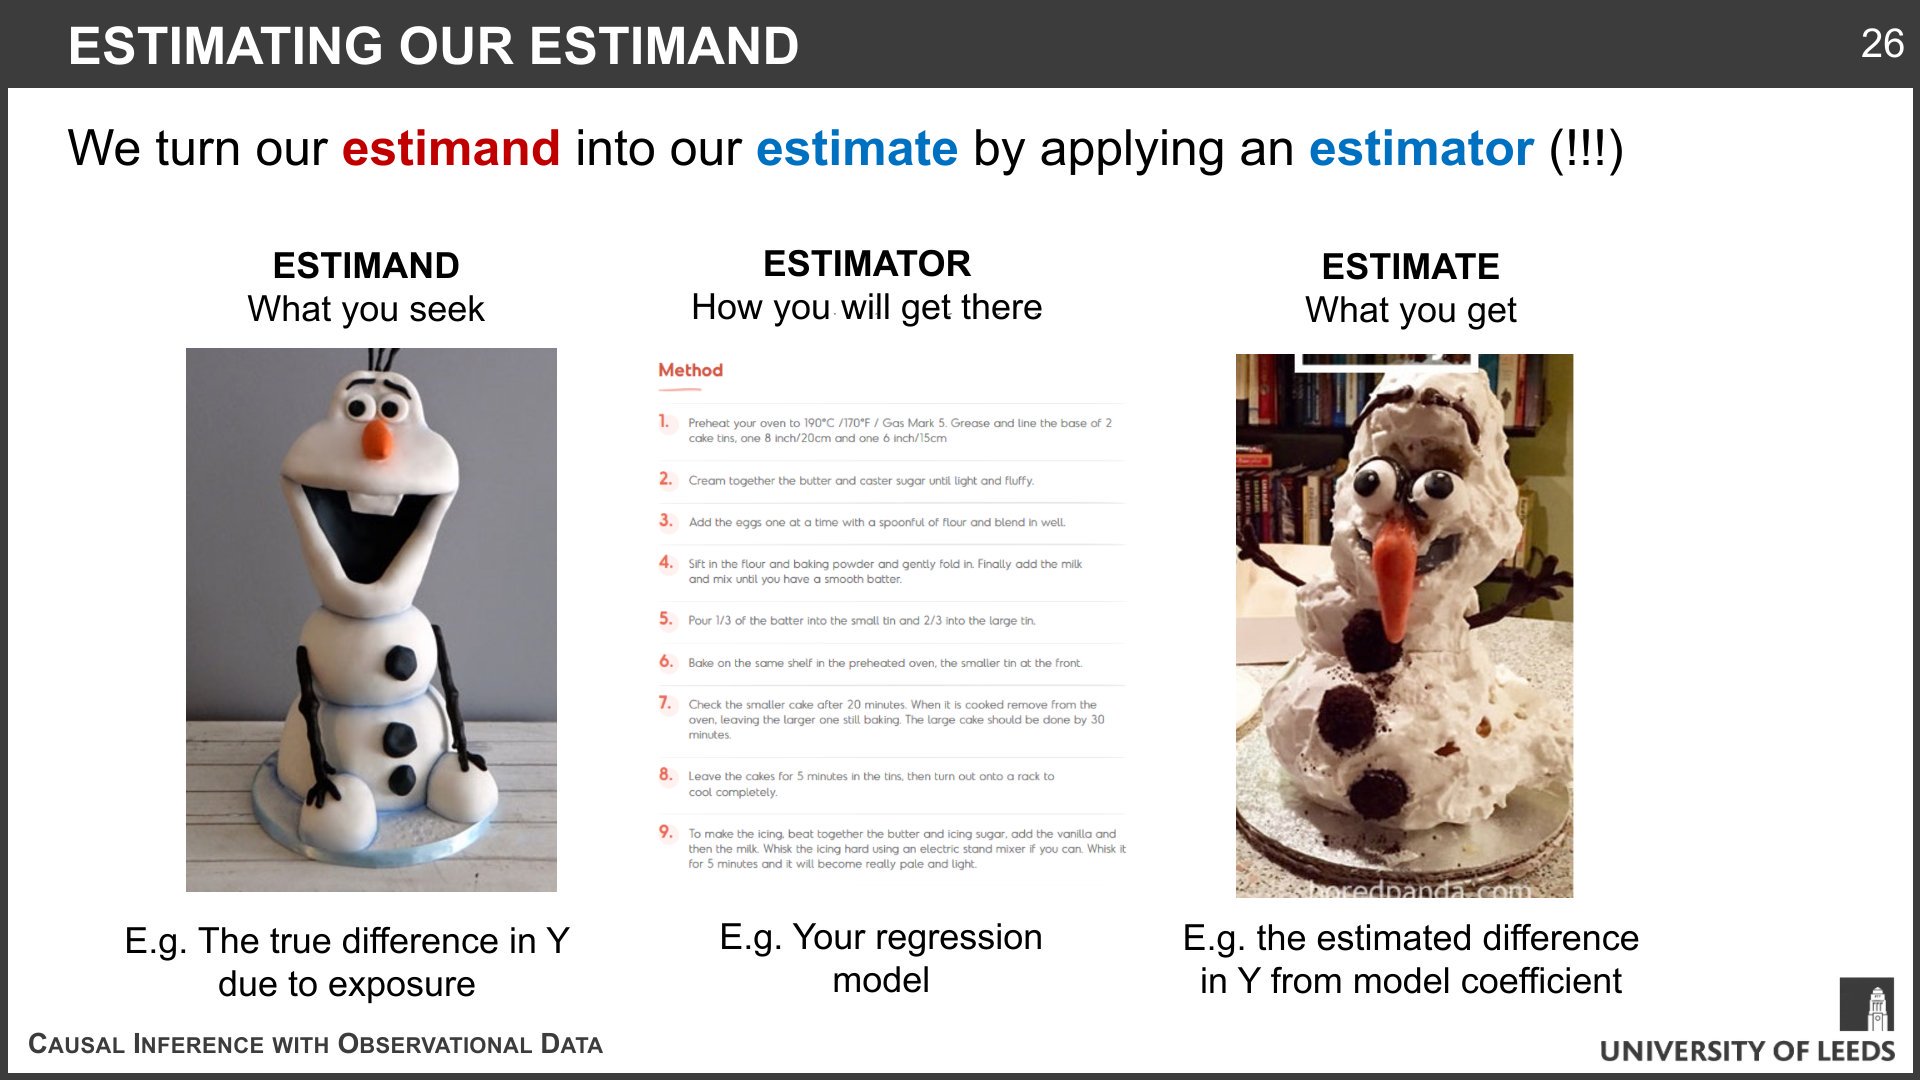 ESTIMATING OUR ESTIMAND
26
We turn our estimand into our estimate by applying an estimator (!!!)
ESTIMAND
What you seek
ESTIMATOR
How you will get there
Method
1. Preheat your oven to 190°C /170°F / Gas Mark 5. Grease and line the base of 2
cake tins, one 8 inch/20cm and one 6 inch/15cm
2. Cream together the butter and caster sugar until light and fluffy.
3. Add the eggs one at a time with a spoonful of flour and blend in well.
4. Sift in the flour and baking powder and gently fold in. Finally add the milk
and mix until you have a smooth batter.
5. Pour 1/3 of the batter into the small tin and 2/3 into the large tin.
6. Bake on the same shelf in the preheated oven, the smaller tin at the front.
7. Check the smaller cake after 20 minutes. When it is cooked remove from the
oven, leaving the larger one still baking. The large cake should be done by 30
minutes.
8. Leave the cakes for 5 minutes in the tins, then turn out onto a rack to
cool completely.
9. To make the icing, beat together the butter and icing sugar, add the vanilla and
then the milk. Whisk the icing hard using an electric stand mixer if you can. Whisk it
for 5 minutes and it will become really pale and light.
ESTIMATE
What you get
boredpanda.com
E.g. The true difference in Y
due to exposure
E.g. Your regression
model
E.g. the estimated difference
in Y from model coefficient
CAUSAL INFERENCE WITH OBSERVATIONAL DATA
UNIVERSITY OF LEEDS